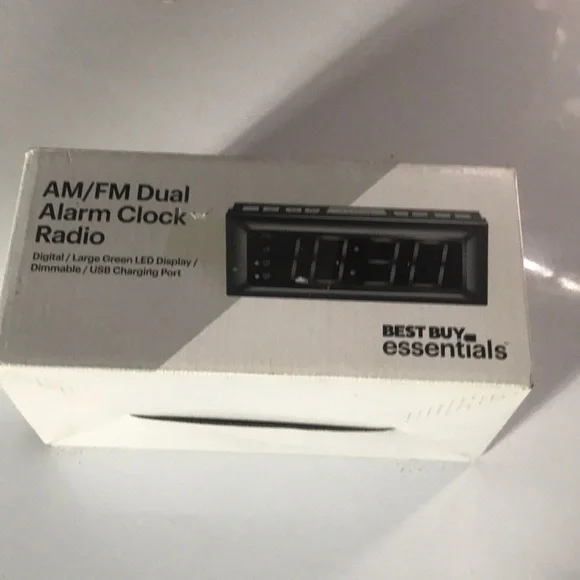 AM/FM Dual
Alarm Clock
Radio
Digital / Large Green LED Display /
Dimmable / USB Charging Port
BEST BUY
essentials